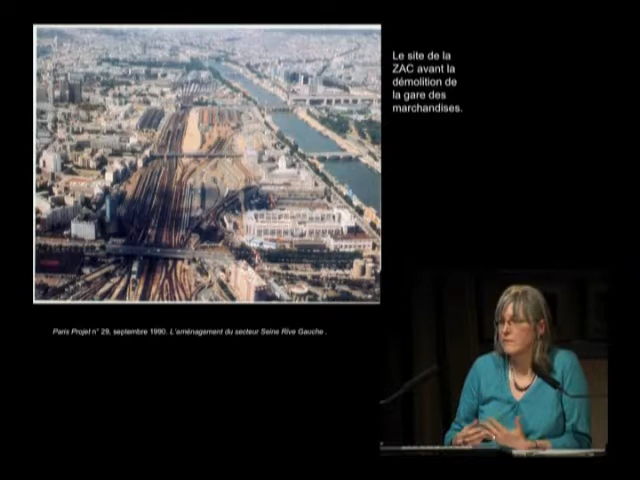 Le site de la
ZAC avant la
démolition de
la gare des
marchandises.
Paris Projet n° 29, septembre 1990. L'aménagement du secteur Seine Rive Gauche .